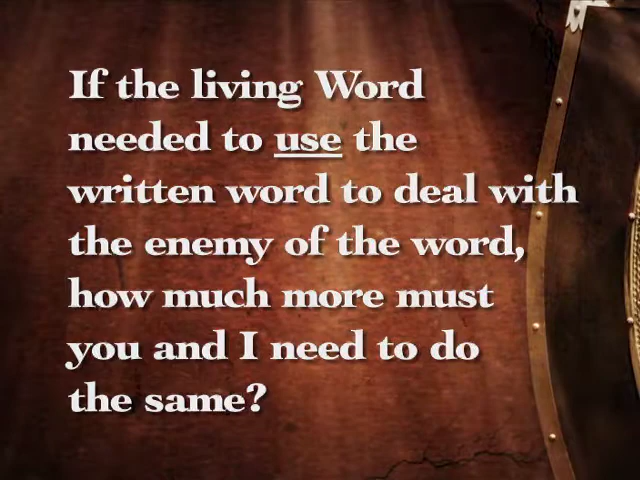 If the living Word
needed to use the
written word to deal with
the enemy of the word,
how much more must
you and I need to do
the same?